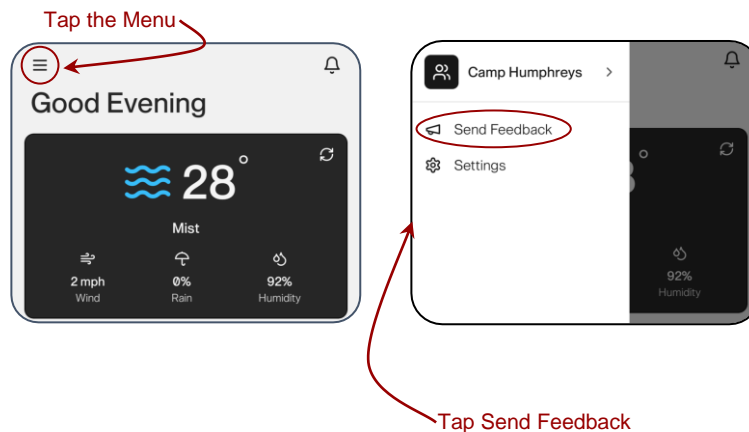 Tap the Menu
Good Evening
28°
Mist
2 mph 0% 92%
Wind Rain Humidity
Camp Humphreys
Send Feedback
Settings
92%
Humidity
Tap Send Feedback